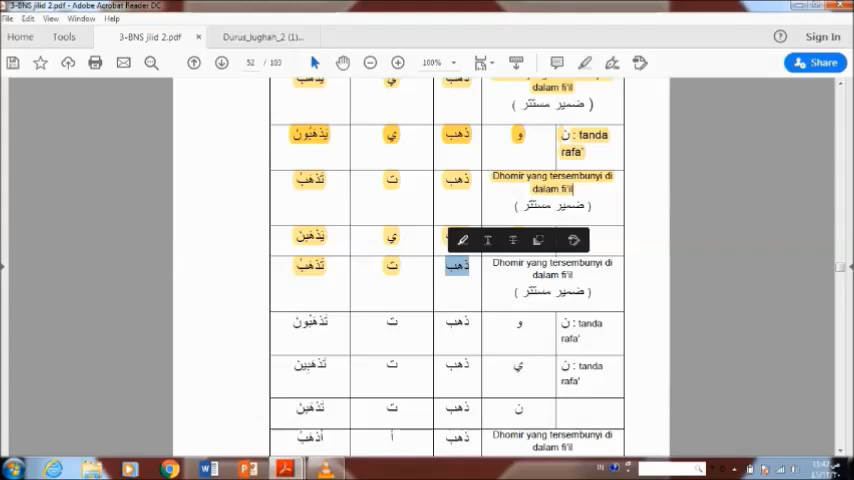 3-BNS jilid 2.pdf - Adobe Acrobat Reader DC
File Edit View Window Help
Home Tools 3-BNS jilid 2.pdf × Durus_lughah_2 (1)... Sign In
52 / 103 100% Share
يَذْهَبُ ي ذهب dalam fi'il
( ضمير مستتر )
يَذْهَبُونَ ي ذهب و ن : tanda
rafa'
تَذْهَبُ ت ذهب Dhomir yang tersembunyi di
dalam fi'il
( ضمير مستتر )
يَذْهَبْنَ ي
تَذْهَبُ ت ذهب Dhomir yang tersembunyi di
dalam fi'il
( ضمير مستتر )
تَذْهَبُونَ ت ذهب و ن : tanda
rafa'
تَذْهَبِينَ ت ذهب ي ن : tanda
rafa'
تَذْهَبْنَ ت ذهب ن
أَذْهَبُ أ ذهب Dhomir yang tersembunyi di
dalam fi'il
IN